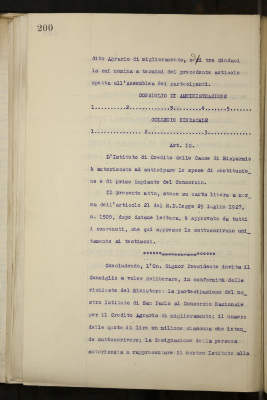 200
dito Agrario di miglioramento, e di tre Sindaci
la cui nomina a termini del precedente articolo
spetta all'Assemblea dei partecipanti.
CONSIGLIO DI AMMINISTRAZIONE
1.........2...........3........4......5.......
COLLEGIO SINDACALE
1..............2................3...........
Art. 10.
L'Istituto di Credito delle Casse di Risparmio
è autorizzato ad anticipare le spese di costituzio-
ne e di primo impianto del Consorzio.
Il presente atto, steso su carta libera a nor-
ma dell'articolo 21 del R.D.Legge 29 luglio 1927,
n. 1509, dopo datane lettura, è approvato da tutti
i convenuti, che qui appresso lo sottoscrivono uni-
tamente ai testimoni.
Concludendo, l'On. Signor Presidente invita il
Consiglio a voler deliberare, in conformità delle
richieste del Ministero: la partecipazione del no-
stro Istituto di San Paolo al Consorzio Nazionale
per il Credito Agrario di miglioramento; il numero
delle quote di lire un milione ciascuna che inten-
de sottoscrivere; la designazione della persona
autorizzata a rappresentare il nostro Istituto alla